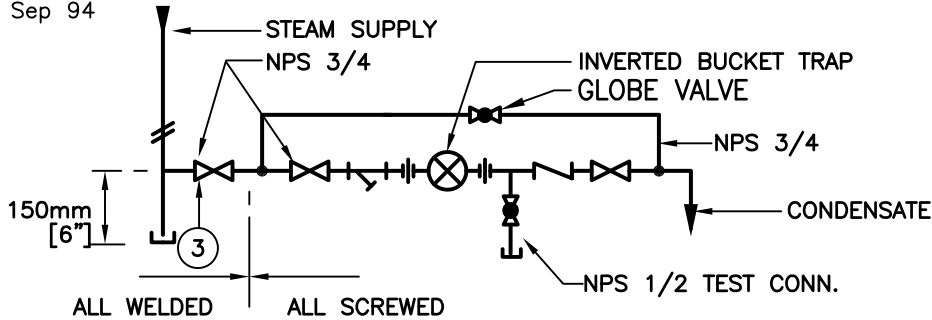 Sep 94
STEAM SUPPLY
NPS 3/4
INVERTED BUCKET TRAP
GLOBE VALVE
NPS 3/4
150mm
[6"]
3
CONDENSATE
NPS 1/2 TEST CONN.
ALL WELDED
ALL SCREWED